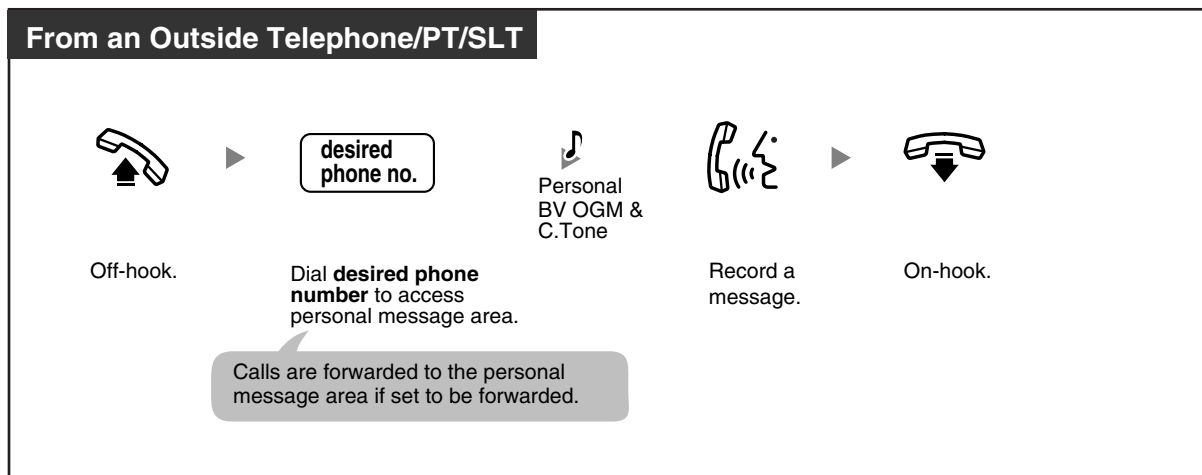 From an Outside Telephone/PT/SLT
desired
phone no.
Personal
BV OGM &
C.Tone
Off-hook.
Dial desired phone
number to access
personal message area.
Record a
message.
On-hook.
Calls are forwarded to the personal
message area if set to be forwarded.